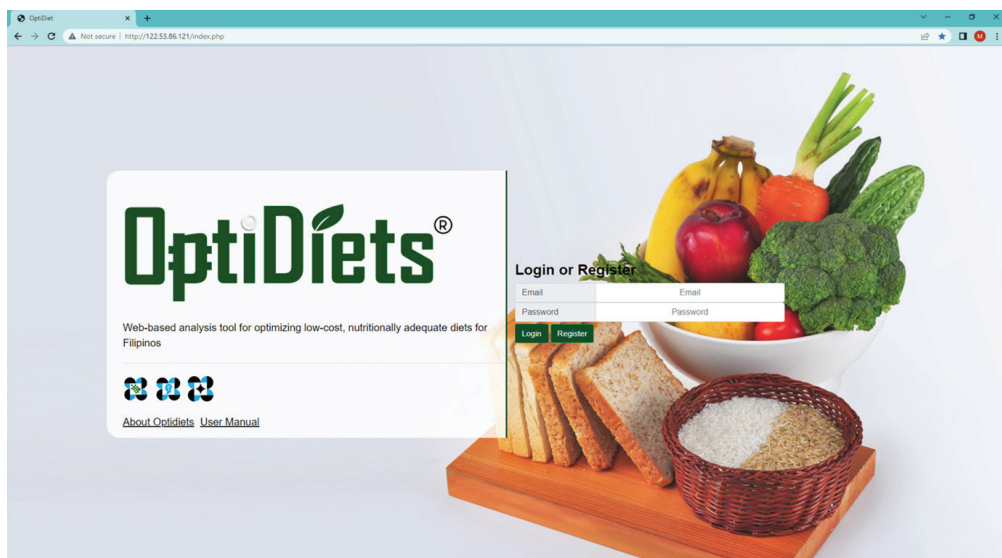 OptiDiet
Not secure | http://122.53.86.121/index.php
M
OptiDiets®
Web-based analysis tool for optimizing low-cost, nutritionally adequate diets for
Filipinos
About Optidiets User Manual
Login or Register
Email Email
Password Password
Login Register